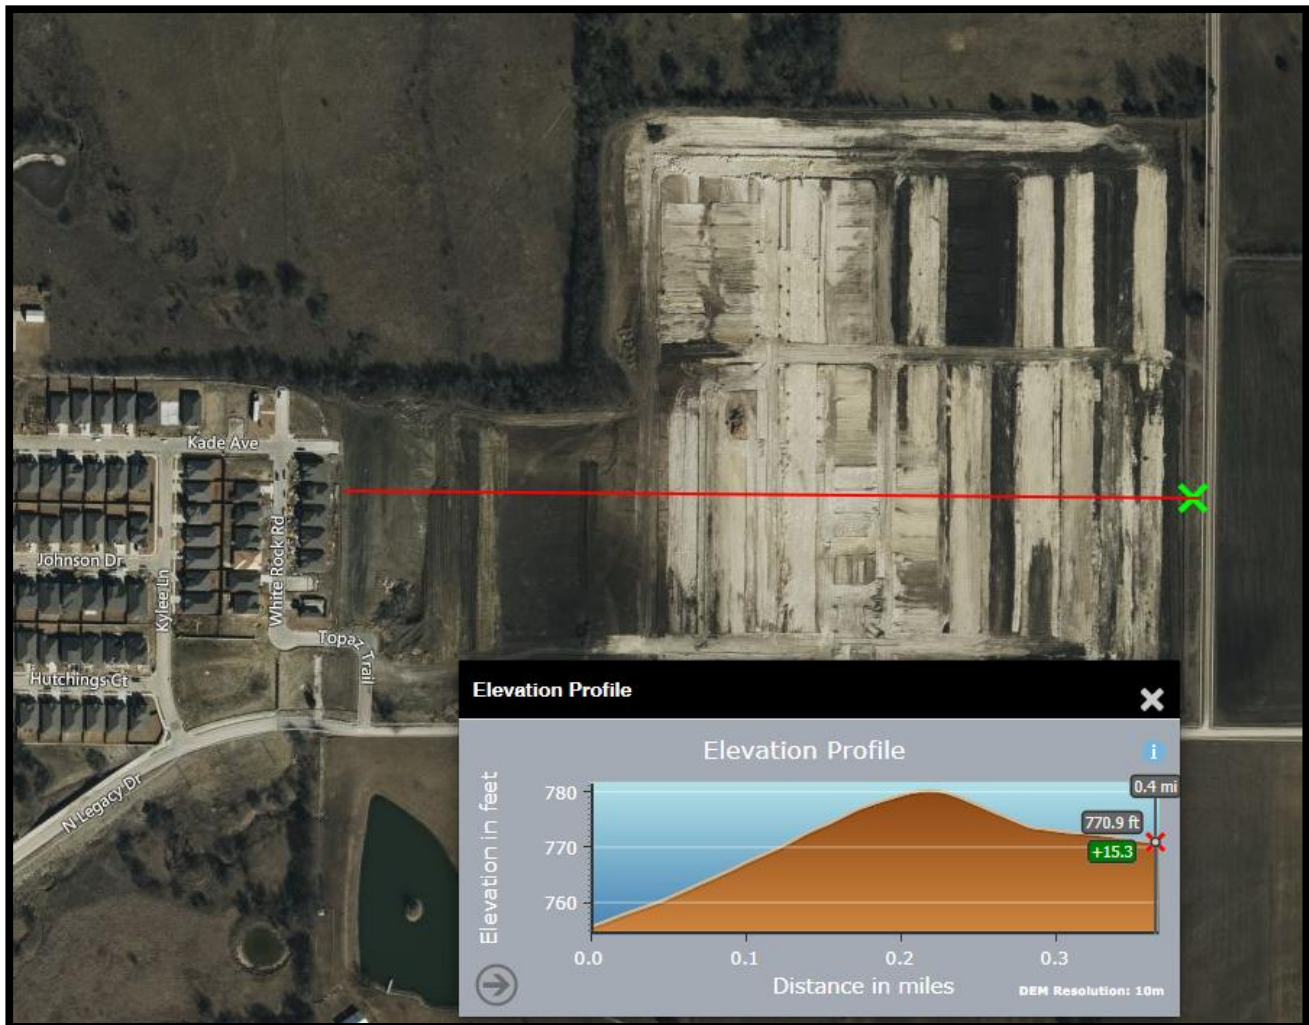 Kade Ave
Johnson Dr
Kylee Ln
White Rock Rd
Topaz Trail
Hutchings Ct
N Legacy Dr
Elevation Profile
Elevation Profile
i
0.4 mi
780
770.9 ft
+15.3
770
760
Elevation in feet
0.0 0.1 0.2 0.3
Distance in miles
DEM Resolution: 10m